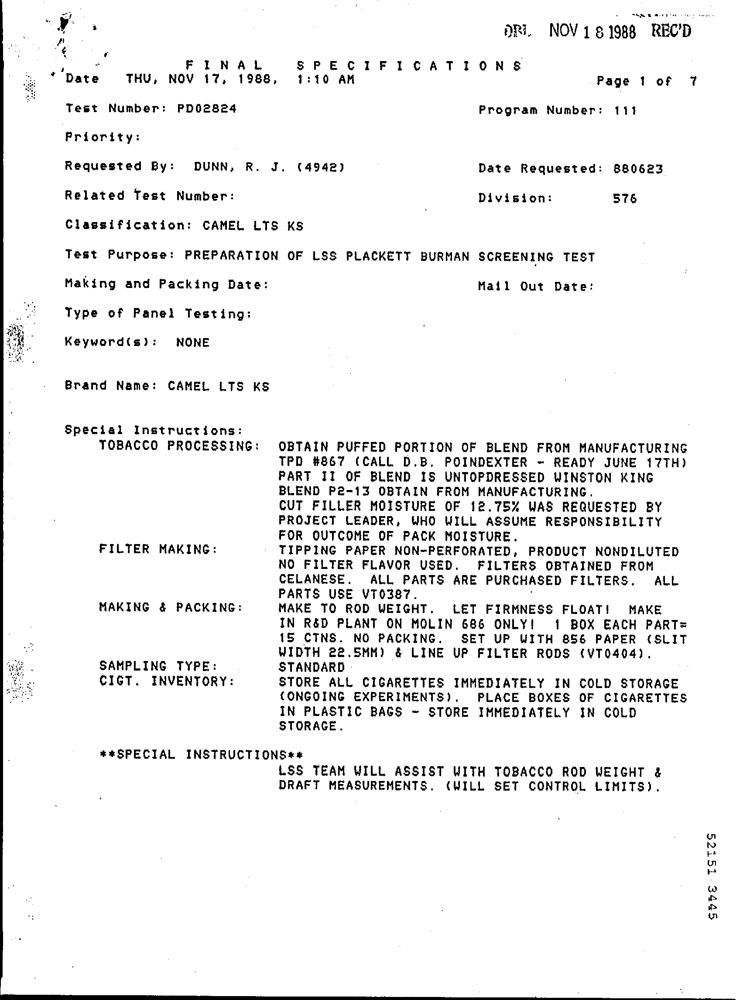 NOV 18 1988 REC'D
FINAL SPECIFICATIONS
Date THU, NOV 17, 1988, 1:10 AM Page 1 of 7
Test Number: PD02824 Program Number: 111
Priority:
Requested By: DUNN, R. J. (4942) Date Requested: 880623
Related Test Number: Division: 576
Classification: CAMEL LTS KS
Test Purpose: PREPARATION OF LSS PLACKETT BURMAN SCREENING TEST
Making and Packing Date: Mail Out Date:
Type of Panel Testing:
Keyword(s): NONE
Brand Name: CAMEL LTS KS
Special Instructions:
TOBACCO PROCESSING: OBTAIN PUFFED PORTION OF BLEND FROM MANUFACTURING
TPD #867 (CALL D.B. POINDEXTER - READY JUNE 17TH)
PART II OF BLEND IS UNTOPDRESSED WINSTON KING
BLEND P2-13 OBTAIN FROM MANUFACTURING.
CUT FILLER MOISTURE OF 12.75% WAS REQUESTED BY
PROJECT LEADER, WHO WILL ASSUME RESPONSIBILITY
FOR OUTCOME OF PACK MOISTURE.
FILTER MAKING: TIPPING PAPER NON-PERFORATED, PRODUCT NONDILUTED
NO FILTER FLAVOR USED. FILTERS OBTAINED FROM
CELANESE. ALL PARTS ARE PURCHASED FILTERS. ALL
PARTS USE VT0387.
MAKING & PACKING: MAKE TO ROD WEIGHT. LET FIRMNESS FLOAT! MAKE
IN R&D PLANT ON MOLIN 686 ONLY! 1 BOX EACH PART=
15 CTNS. NO PACKING. SET UP WITH 856 PAPER (SLIT
WIDTH 22.5MM) & LINE UP FILTER RODS (VT0404).
SAMPLING TYPE: STANDARD
CIGT. INVENTORY: STORE ALL CIGARETTES IMMEDIATELY IN COLD STORAGE
(ONGOING EXPERIMENTS). PLACE BOXES OF CIGARETTES
IN PLASTIC BAGS - STORE IMMEDIATELY IN COLD
STORAGE.
**SPECIAL INSTRUCTIONS**
LSS TEAM WILL ASSIST WITH TOBACCO ROD WEIGHT &
DRAFT MEASUREMENTS. (WILL SET CONTROL LIMITS).
52151 3445